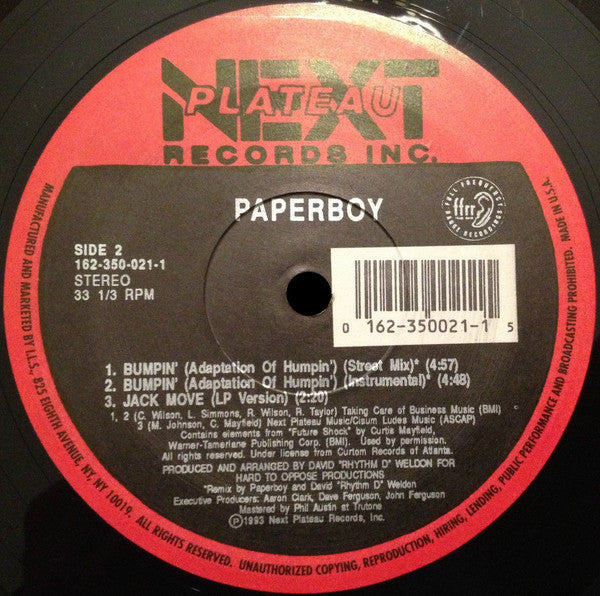 NEXT
PLATEAU
RECORDS INC.
PAPERBOY
FULL FREQUENCY
ffrr
RANGE RECORDINGS
SIDE 2
162-350-021-1
STEREO
33 1/3 RPM
0 162-350021-1 5
1. BUMPIN' (Adaptation Of Humpin') (Street Mix)* (4:57)
2. BUMPIN' (Adaptation Of Humpin') (Instrumental)* (4:48)
3. JACK MOVE (LP Version) (2:20)
1, 2 (C. Wilson, L. Simmons, R. Wilson, R. Taylor) Taking Care of Business Music (BMI)
3 (M. Johnson, C. Mayfield) Next Plateau Music/Cisum Ludes Music (ASCAP)
Contains elements from "Future Shock" by Curtis Mayfield,
Warner-Tamerlane Publishing Corp. (BMI). Used by permission.
All rights reserved. Under license from Curtom Records of Atlanta.
PRODUCED AND ARRANGED BY DAVID "RHYTHM D" WELDON FOR
HARD TO OPPOSE PRODUCTIONS
*Remix by Paperboy and David "Rhythm D" Weldon
Executive Producers: Aaron Clark, Dave Ferguson, John Ferguson
Mastered by Phil Austin at Trutone
Ⓟ1993 Next Plateau Records, Inc.
MANUFACTURED AND MARKETED BY I.L.S., 825 EIGHTH AVENUE, NY, NY 10019. ALL RIGHTS RESERVED. UNAUTHORIZED COPYING, REPRODUCTION, HIRING, LENDING, PUBLIC PERFORMANCE AND BROADCASTING PROHIBITED. MADE IN U.S.A.